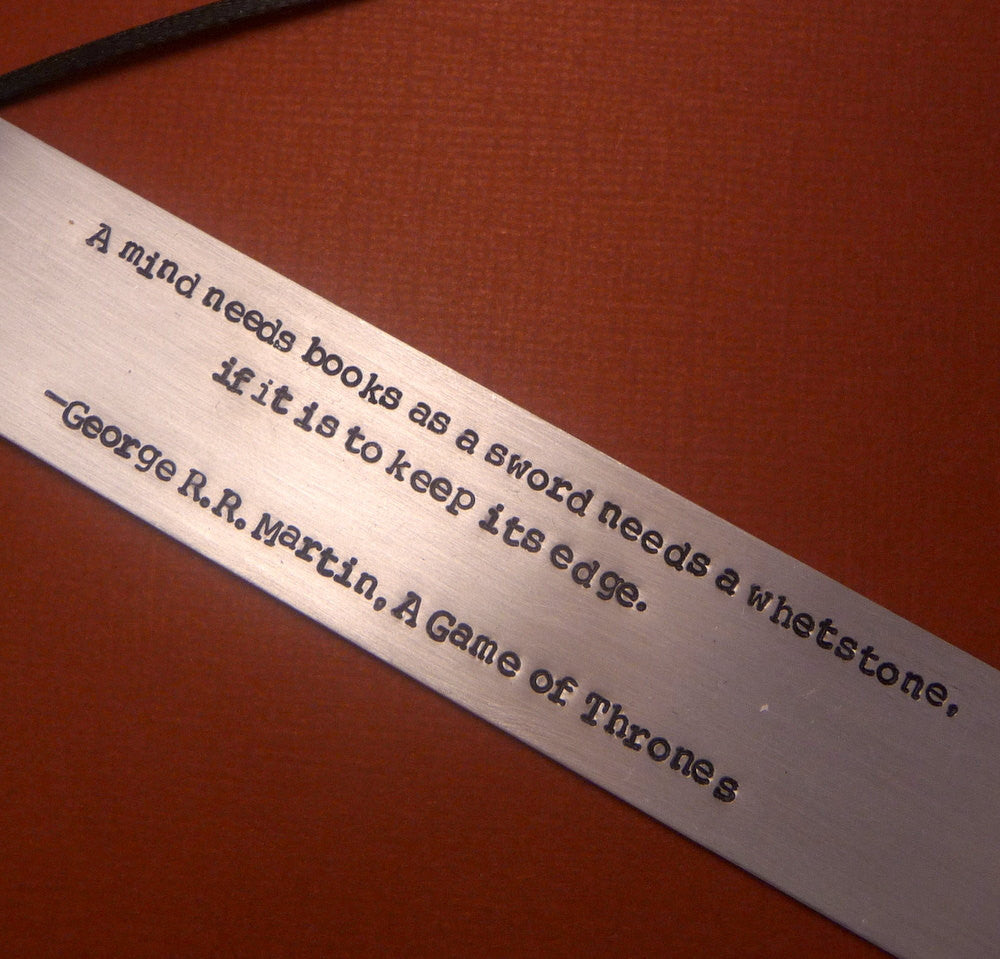 A mind needs books as a sword needs a whetstone,
if it is to keep its edge.
—George R.R. Martin, A Game of Thrones